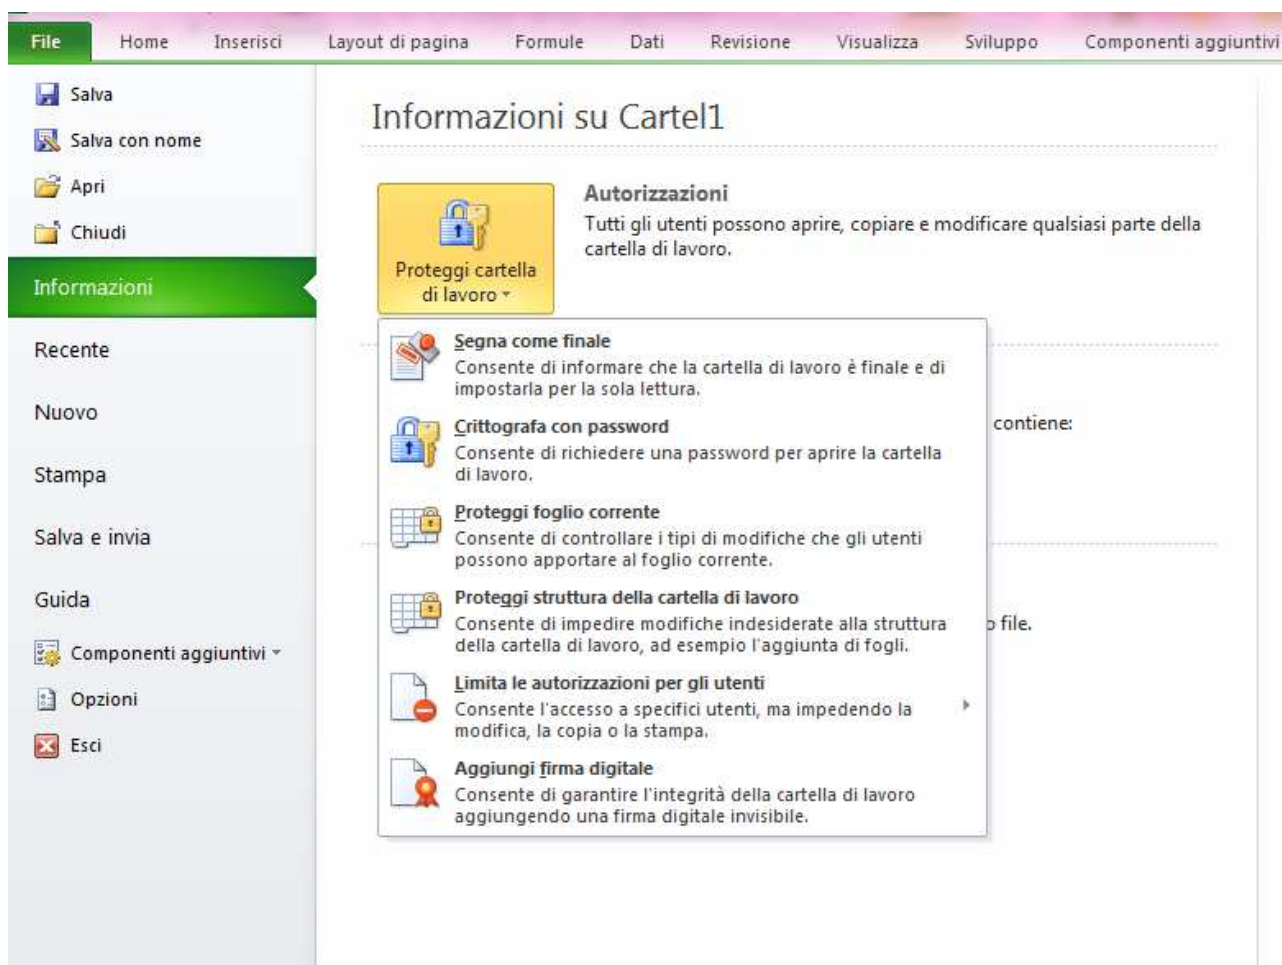 File Home Inserisci Layout di pagina Formule Dati Revisione Visualizza Sviluppo Componenti aggiuntivi
Salva
Salva con nome
Apri
Chiudi
Informazioni
Recente
Nuovo
Stampa
Salva e invia
Guida
Componenti aggiuntivi
Opzioni
Esci
Informazioni su Cartel1
Proteggi cartella
di lavoro
Autorizzazioni
Tutti gli utenti possono aprire, copiare e modificare qualsiasi parte della
cartella di lavoro.
Segna come finale
Consente di informare che la cartella di lavoro è finale e di
impostarla per la sola lettura.
Crittografa con password
Consente di richiedere una password per aprire la cartella
di lavoro.
Proteggi foglio corrente
Consente di controllare i tipi di modifiche che gli utenti
possono apportare al foglio corrente.
Proteggi struttura della cartella di lavoro
Consente di impedire modifiche indesiderate alla struttura
della cartella di lavoro, ad esempio l'aggiunta di fogli.
Limita le autorizzazioni per gli utenti
Consente l'accesso a specifici utenti, ma impedendo la
modifica, la copia o la stampa.
Aggiungi firma digitale
Consente di garantire l'integrità della cartella di lavoro
aggiungendo una firma digitale invisibile.
contiene:
o file.